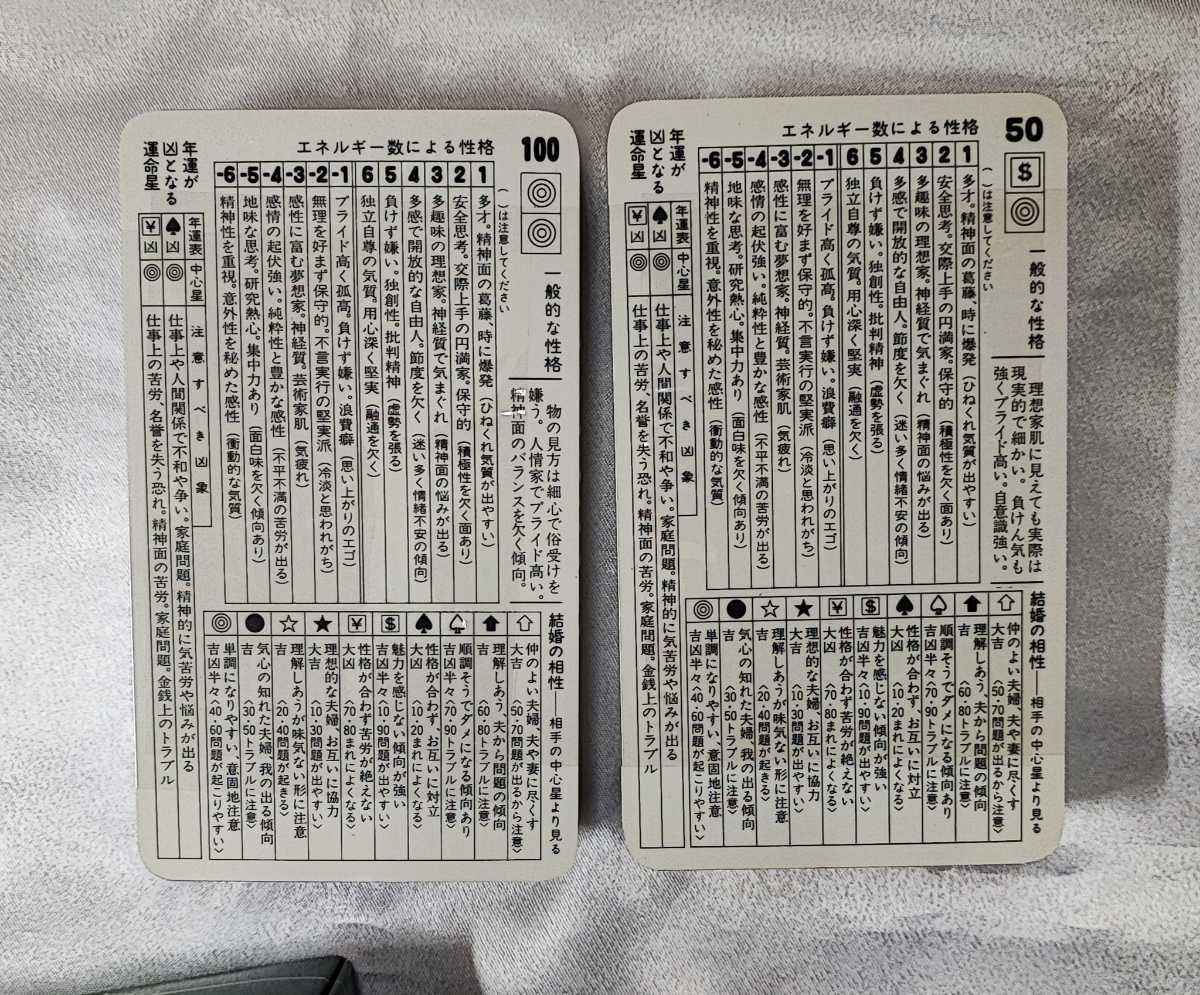 100
一般的な性格
物の見方は細心で俗受けを
嫌う。人情家でプライド高い。
精神面のバランスを欠く傾向。
エネルギー数による性格
( )は注意してください
1 多才。精神面の葛藤、時に爆発(ひねくれ気質が出やすい)
2 安全思考。交際上手の円満家。保守的(積極性を欠く面あり)
3 多趣味の理想家。神経質で気まぐれ(精神面の悩みが出る)
4 多感で開放的な自由人。節度を欠く(迷い多く情緒不安の傾向)
5 負けず嫌い。独創性。批判精神(虚勢を張る)
6 独立自尊の気質。用心深く堅実(融通を欠く)
-1 プライド高く孤高。負けず嫌い。浪費癖(思い上がりのエゴ)
-2 無理を好まず保守的。不言実行の堅実派(冷淡と思われがち)
-3 感性に富む夢想家。神経質。芸術家肌(気疲れ)
-4 感情の起伏強い。純粋性と豊かな感性(不平不満の苦労が出る)
-5 地味な思考。研究熱心。集中力あり(面白味を欠く傾向あり)
-6 精神性を重視。意外性を秘めた感性(衝動的な気質)
年運が
凶となる
運命星
年運表 中心星 注意すべき凶象
♠凶 ◎ 仕事上や人間関係で不和や争い。家庭問題。精神的に気苦労や悩みが出る
¥凶 ◎ 仕事上の苦労、名誉を失う恐れ。精神面の苦労。家庭問題。金銭上のトラブル
結婚の相性――相手の中心星より見る
⇧ 仲のよい夫婦、夫や妻に尽くす
大吉〈50・70問題が出るから注意〉
⬆ 理解しあう、夫から問題の傾向
吉〈60・80トラブルに注意〉
♤ 順調そうでダメになる傾向あり
吉凶半々〈70・90トラブルに注意〉
♠ 性格が合わず、お互いに対立
大凶〈10・20まれによくなる〉
$ 魅力を感じない傾向が強い
吉凶半々〈10・90問題が出やすい〉
¥ 性格が合わず苦労が絶えない
大凶〈70・80まれによくなる〉
★ 理想的な夫婦、お互いに協力
大吉〈10・30問題が出やすい〉
☆ 理解しあうが味気ない形に注意
吉〈20・40問題が起きる〉
● 気心の知れた夫婦、我の出る傾向
吉〈30・50トラブルに注意〉
◎ 単調になりやすい、意固地注意
吉凶半々〈40・60問題が起こりやすい〉
50
$
一般的な性格
理想家肌に見えても実際は
現実的で細かい。負けん気も
強くプライド高い。自意識強い。
エネルギー数による性格
( )は注意してください
1 多才。精神面の葛藤、時に爆発(ひねくれ気質が出やすい)
2 安全思考。交際上手の円満家。保守的(積極性を欠く面あり)
3 多趣味の理想家。神経質で気まぐれ(精神面の悩みが出る)
4 多感で開放的な自由人。節度を欠く(迷い多く情緒不安の傾向)
5 負けず嫌い。独創性。批判精神(虚勢を張る)
6 独立自尊の気質。用心深く堅実(融通を欠く)
-1 プライド高く孤高。負けず嫌い。浪費癖(思い上がりのエゴ)
-2 無理を好まず保守的。不言実行の堅実派(冷淡と思われがち)
-3 感性に富む夢想家。神経質。芸術家肌(気疲れ)
-4 感情の起伏強い。純粋性と豊かな感性(不平不満の苦労が出る)
-5 地味な思考。研究熱心。集中力あり(面白味を欠く傾向あり)
-6 精神性を重視。意外性を秘めた感性(衝動的な気質)
年運が
凶となる
運命星
年運表 中心星 注意すべき凶象
♠凶 ◎ 仕事上や人間関係で不和や争い。家庭問題。精神的に気苦労や悩みが出る
¥凶 ◎ 仕事上の苦労、名誉を失う恐れ。精神面の苦労。家庭問題。金銭上のトラブル
結婚の相性――相手の中心星より見る
⇧ 仲のよい夫婦、夫や妻に尽くす
大吉〈50・70問題が出るから注意〉
⬆ 理解しあう、夫から問題の傾向
吉〈60・80トラブルに注意〉
♤ 順調そうでダメになる傾向あり
吉凶半々〈70・90トラブルに注意〉
♠ 性格が合わず、お互いに対立
大凶〈10・20まれによくなる〉
$ 魅力を感じない傾向が強い
吉凶半々〈10・90問題が出やすい〉
¥ 性格が合わず苦労が絶えない
大凶〈70・80まれによくなる〉
★ 理想的な夫婦、お互いに協力
大吉〈10・30問題が出やすい〉
☆ 理解しあうが味気ない形に注意
吉〈20・40問題が起きる〉
● 気心の知れた夫婦、我の出る傾向
吉〈30・50トラブルに注意〉
◎ 単調になりやすい、意固地注意
吉凶半々〈40・60問題が起こりやすい〉